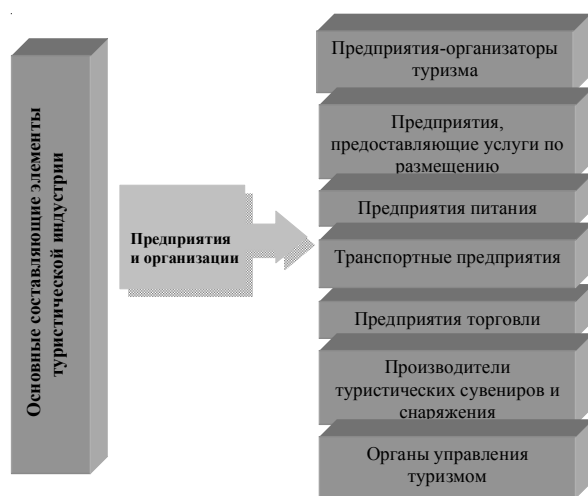 Основные составляющие элементы
туристической индустрии
Предприятия
и организации
Предприятия-организаторы
туризма
Предприятия,
предоставляющие услуги по
размещению
Предприятия питания
Транспортные предприятия
Предприятия торговли
Производители
туристических сувениров и
снаряжения
Органы управления
туризмом